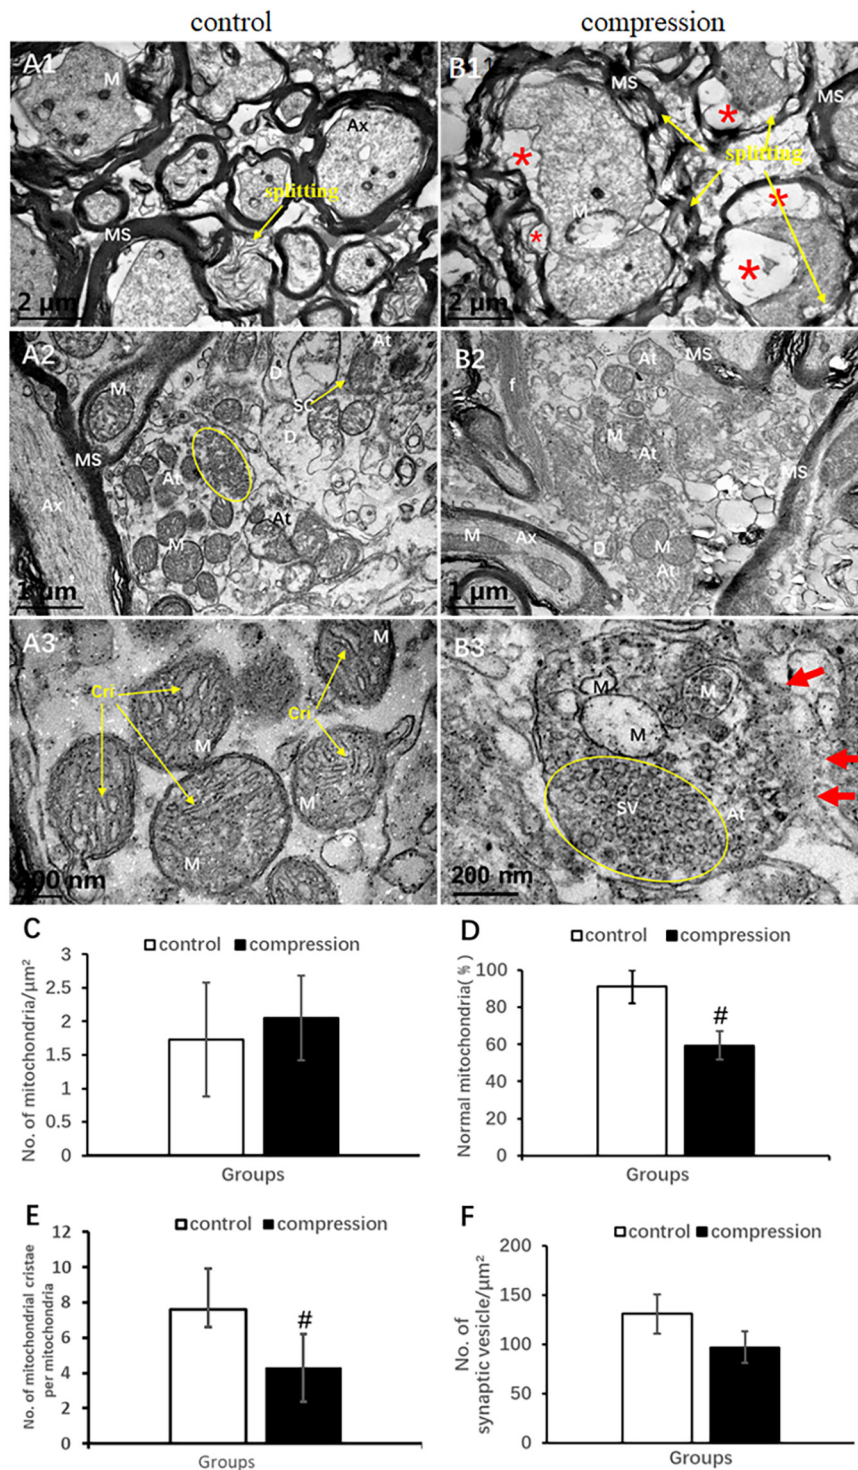 control compression
A1
M
Ax
splitting
MS
2 μm
B1
MS
MS
splitting
M
2 μm
A2
At
D
M
SC
D
MS
At
At
Ax
M
1 μm
B2
At
MS
f
M
At
MS
M
Ax
D
M
At
1 μm
A3
M
Cri
Cri
M
M
M
200 nm
B3
M
M
M
SV
At
200 nm
C
control compression
No. of mitochondria/μm²
3
2.5
2
1.5
1
0.5
0
Groups
D
control compression
Normal mitochondria(%)
100
80
60
40
20
0
#
Groups
E
control compression
No. of mitochondrial cristae
per mitochondria
12
10
8
6
4
2
0
#
Groups
F
control compression
No. of
synaptic vesicle/μm²
200
150
100
50
0
Groups